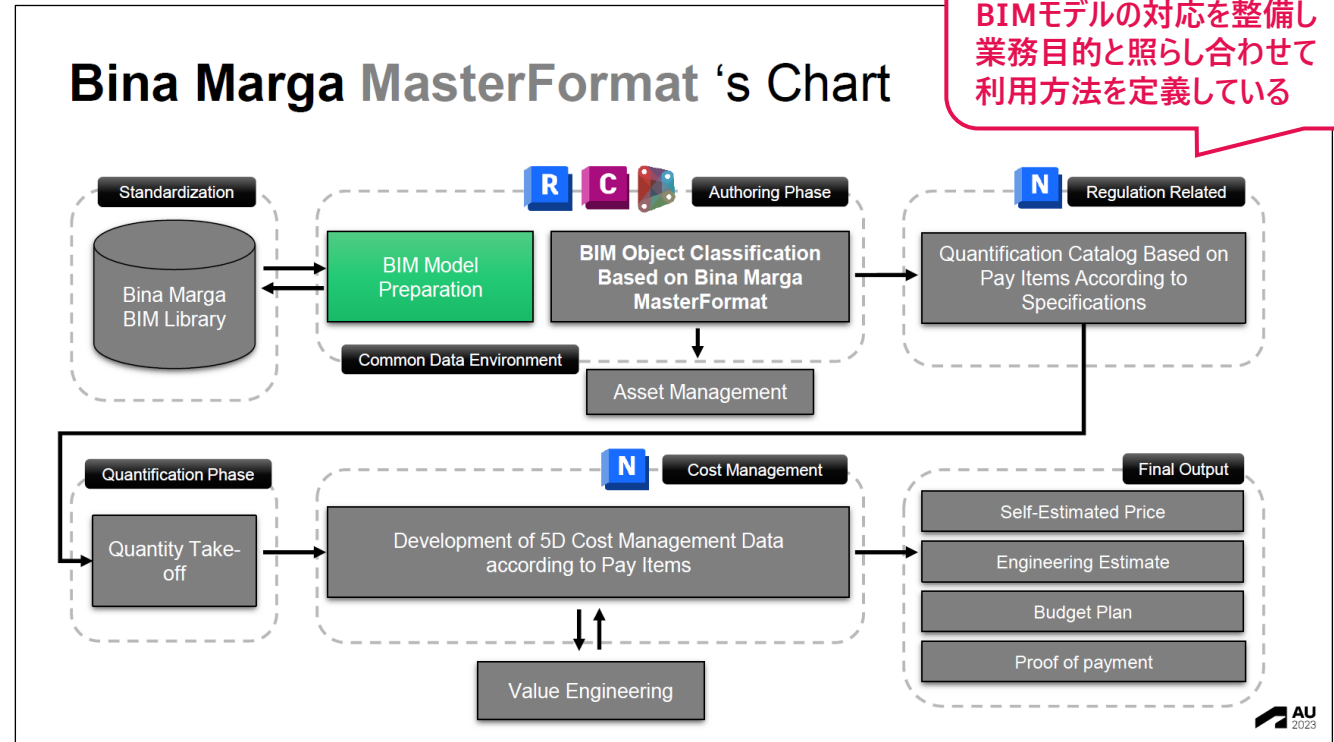 BIMモデルの対応を整備し
業務目的と照らし合わせて
利用方法を定義している
Bina Marga MasterFormat ‘s Chart
Standardization
Bina Marga
BIM Library
R
C
Authoring Phase
BIM Model
Preparation
BIM Object Classification
Based on Bina Marga
MasterFormat
Common Data Environment
Asset Management
N
Regulation Related
Quantification Catalog Based on
Pay Items According to
Specifications
Quantification Phase
Quantity Take-
off
N
Cost Management
Development of 5D Cost Management Data
according to Pay Items
Value Engineering
Final Output
Self-Estimated Price
Engineering Estimate
Budget Plan
Proof of payment
AU
2023